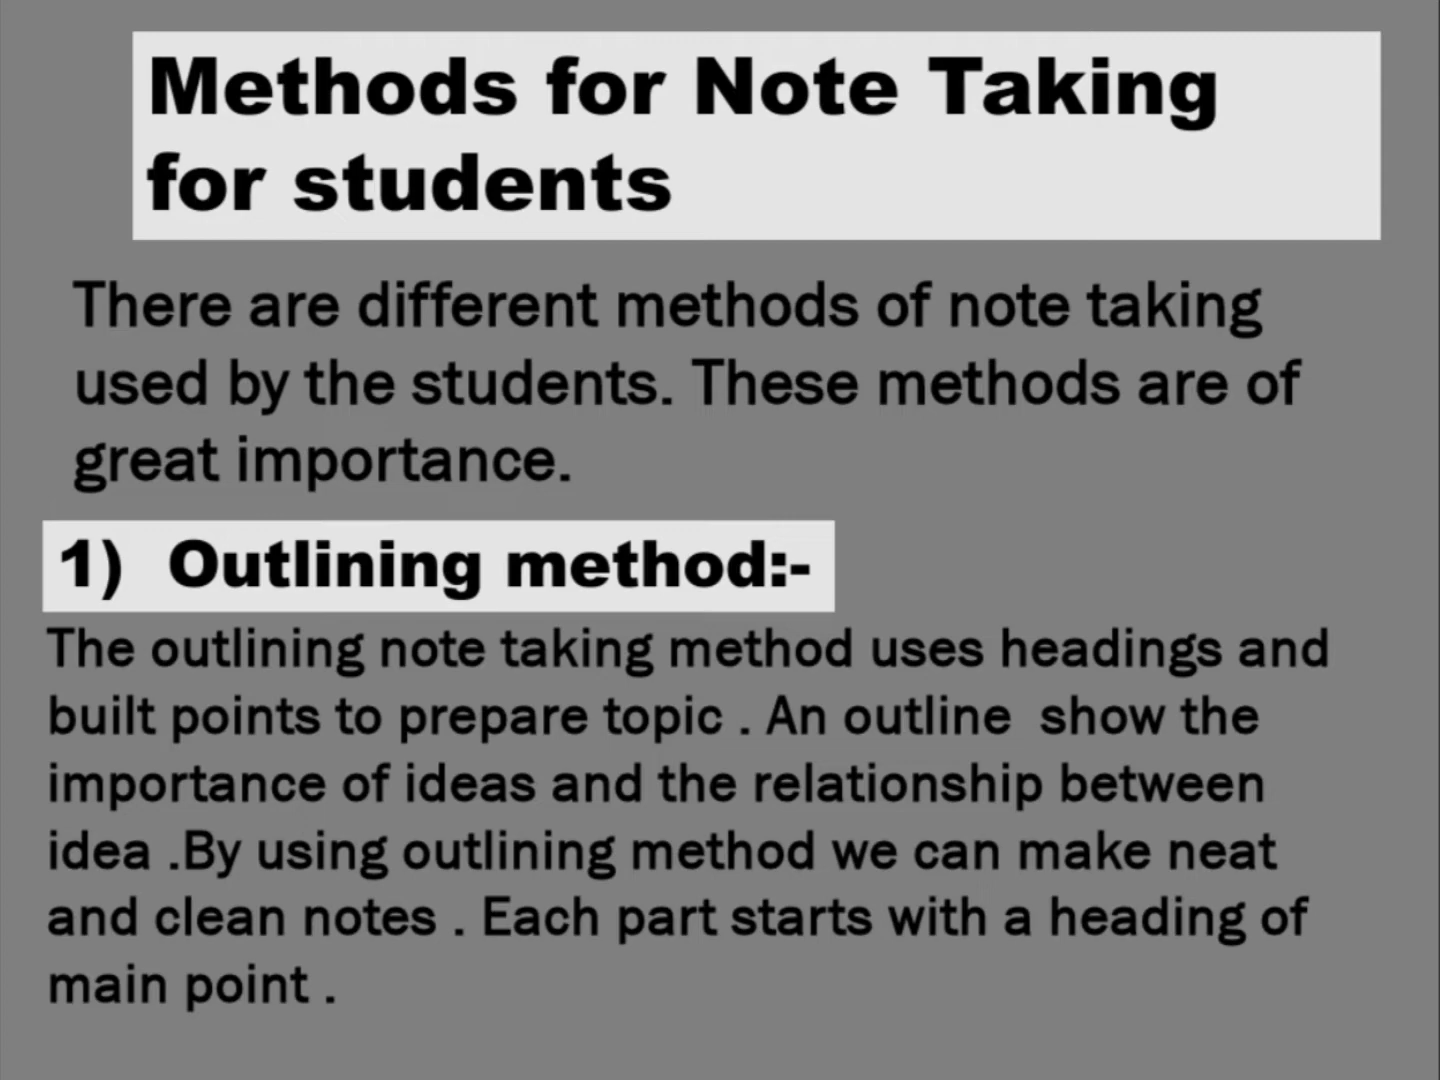 Methods for Note Taking
for students
There are different methods of note taking
used by the students. These methods are of
great importance.
1) Outlining method:-
The outlining note taking method uses headings and
built points to prepare topic . An outline  show the
importance of ideas and the relationship between
idea .By using outlining method we can make neat
and clean notes . Each part starts with a heading of
main point .